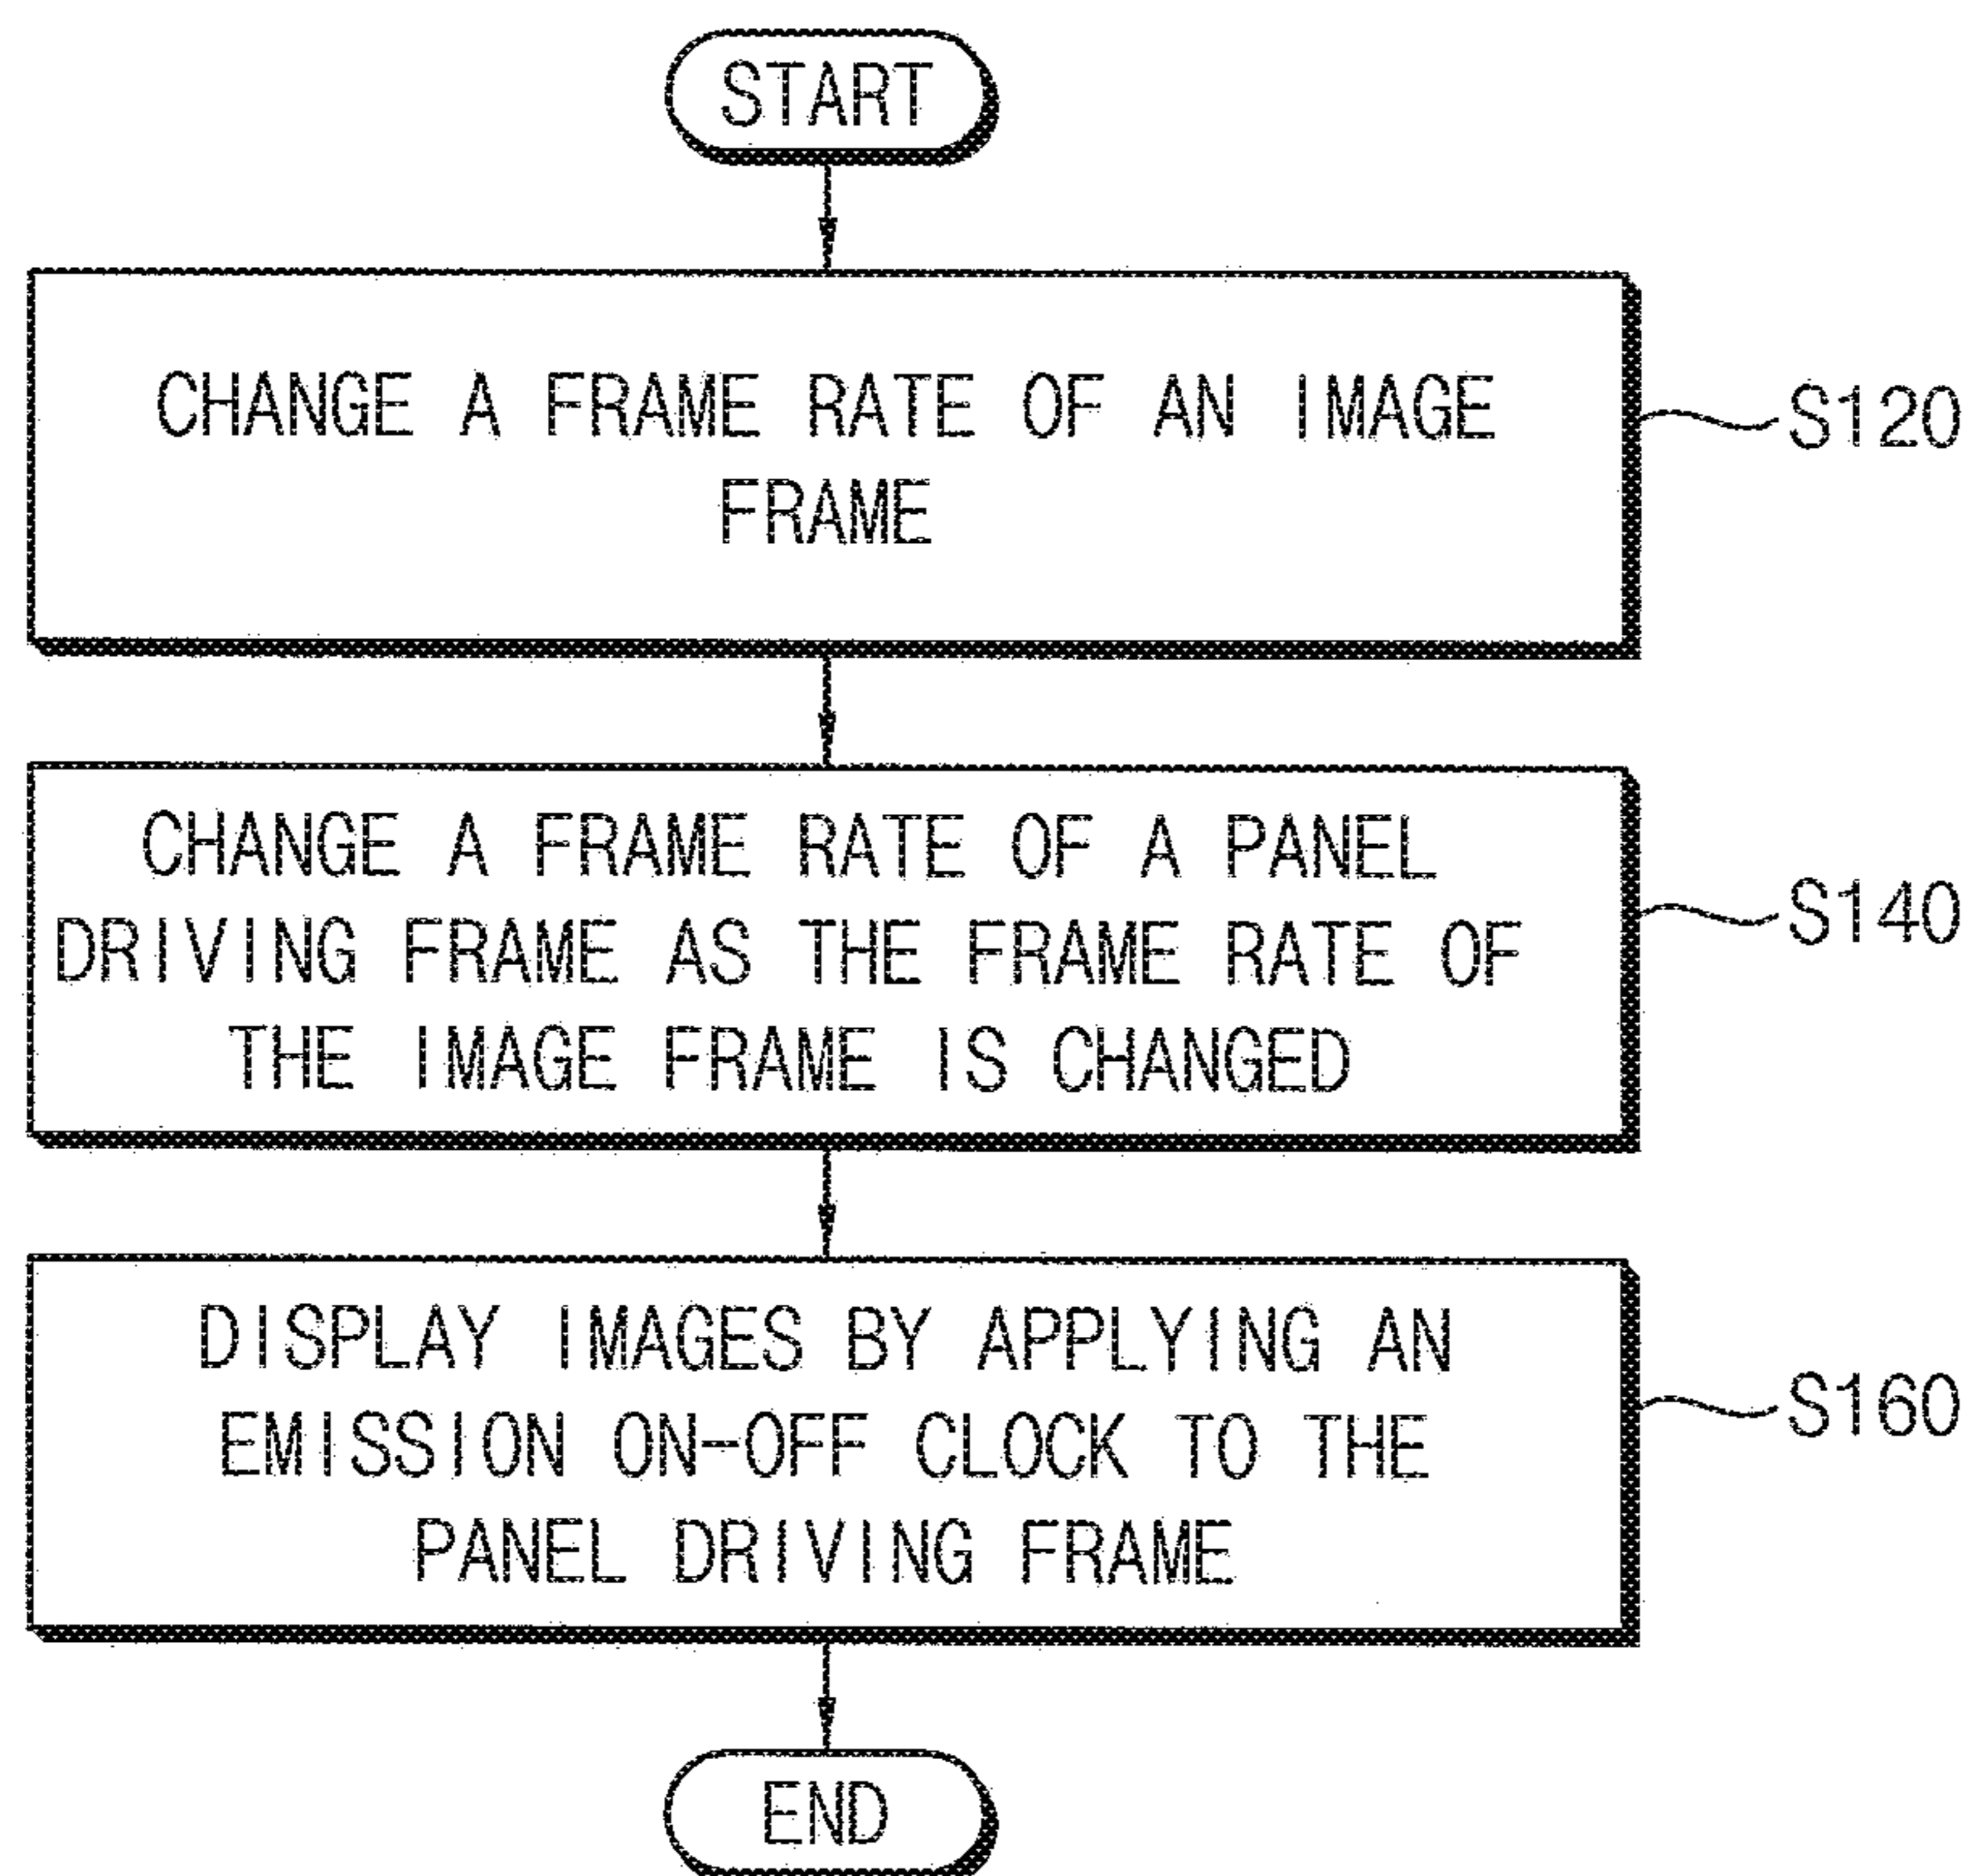 START
CHANGE A FRAME RATE OF AN IMAGE
FRAME
S120
CHANGE A FRAME RATE OF A PANEL
DRIVING FRAME AS THE FRAME RATE OF
THE IMAGE FRAME IS CHANGED
S140
DISPLAY IMAGES BY APPLYING AN
EMISSION ON-OFF CLOCK TO THE
PANEL DRIVING FRAME
S160
END